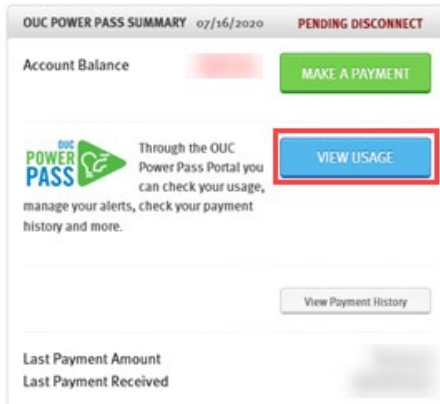 OUC POWER PASS SUMMARY 07/16/2020 PENDING DISCONNECT
Account Balance
MAKE A PAYMENT
OUC
POWER
PASS
Through the OUC
Power Pass Portal you
can check your usage,
manage your alerts, check your payment
history and more.
VIEW USAGE
View Payment History
Last Payment Amount
Last Payment Received